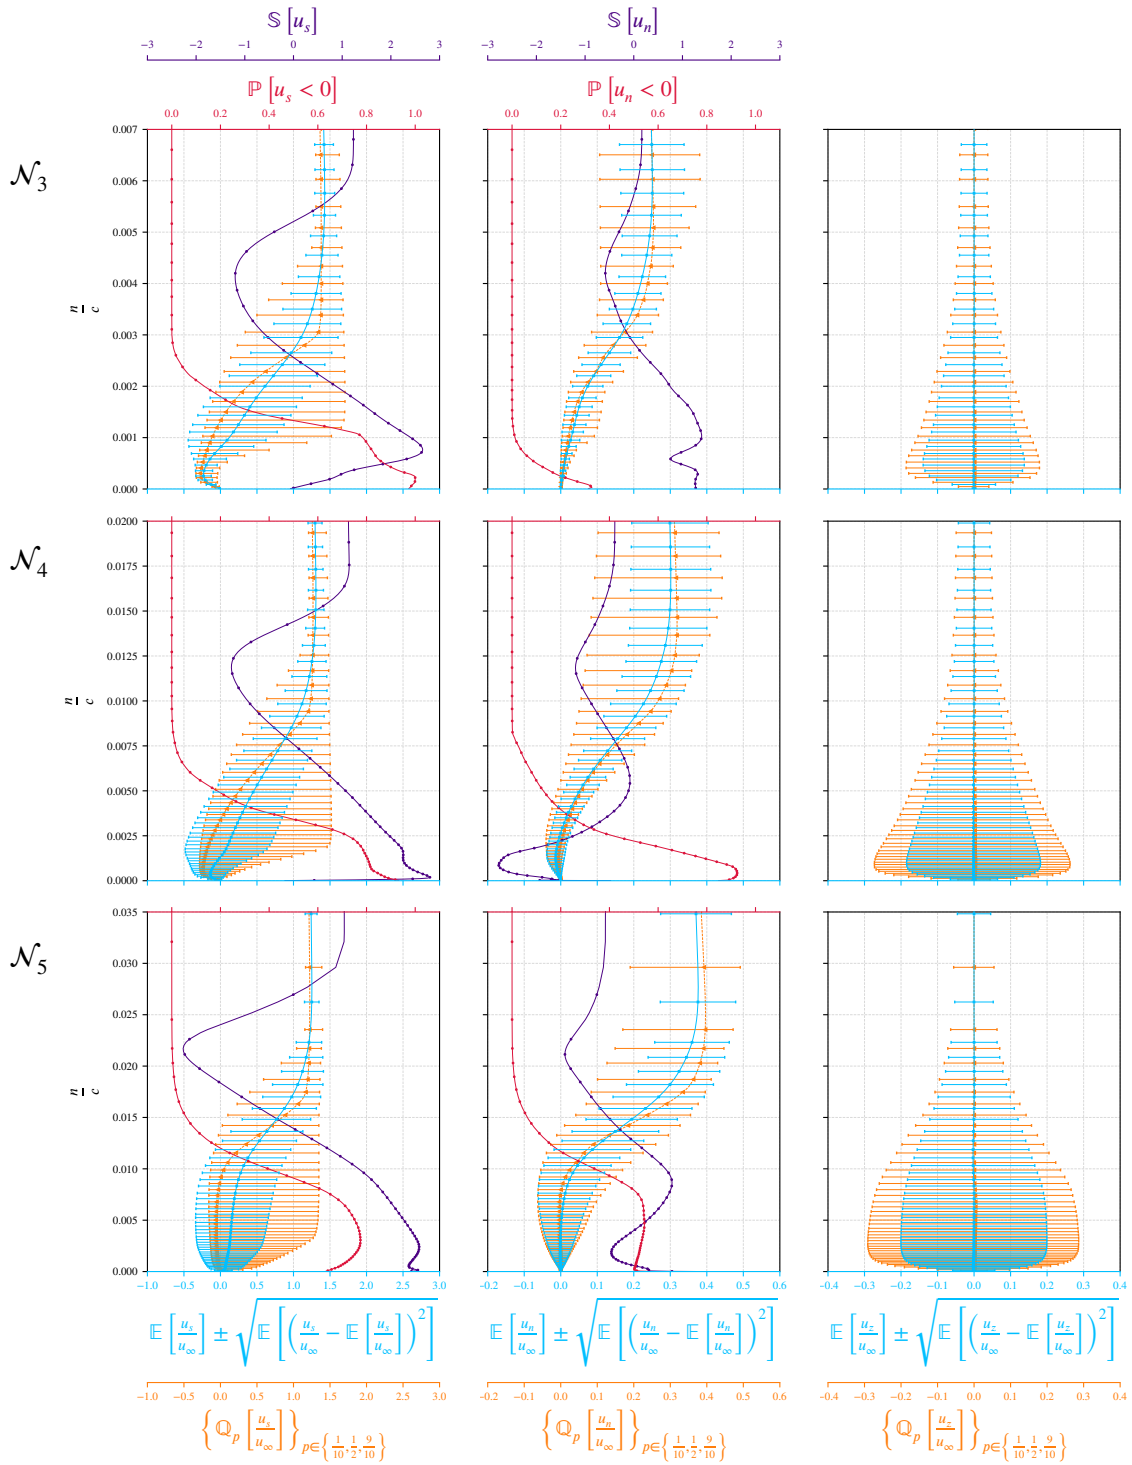 𝕊 [u_s] 𝕊 [u_n]
−3 −2 −1 0 1 2 3 −3 −2 −1 0 1 2 3
ℙ [u_s < 0] ℙ [u_n < 0]
0.0 0.2 0.4 0.6 0.8 1.0 0.0 0.2 0.4 0.6 0.8 1.0
𝒩_3
n/c
0.007
0.006
0.005
0.004
0.003
0.002
0.001
0.000
𝒩_4
n/c
0.0200
0.0175
0.0150
0.0125
0.0100
0.0075
0.0050
0.0025
0.0000
𝒩_5
n/c
0.035
0.030
0.025
0.020
0.015
0.010
0.005
0.000
−1.0 −0.5 0.0 0.5 1.0 1.5 2.0 2.5 3.0 −0.2 −0.1 0.0 0.1 0.2 0.3 0.4 0.5 0.6 −0.4 −0.3 −0.2 −0.1 0.0 0.1 0.2 0.3 0.4
𝔼 [u_s/u_∞] ± √(𝔼 [(u_s/u_∞ − 𝔼 [u_s/u_∞])^2]) 𝔼 [u_n/u_∞] ± √(𝔼 [(u_n/u_∞ − 𝔼 [u_n/u_∞])^2]) 𝔼 [u_z/u_∞] ± √(𝔼 [(u_z/u_∞ − 𝔼 [u_z/u_∞])^2])
−1.0 −0.5 0.0 0.5 1.0 1.5 2.0 2.5 3.0 −0.2 −0.1 0.0 0.1 0.2 0.3 0.4 0.5 0.6 −0.4 −0.3 −0.2 −0.1 0.0 0.1 0.2 0.3 0.4
{ℚ_p [u_s/u_∞]}_{p∈{1/10, 1/2, 9/10}} {ℚ_p [u_n/u_∞]}_{p∈{1/10, 1/2, 9/10}} {ℚ_p [u_z/u_∞]}_{p∈{1/10, 1/2, 9/10}}